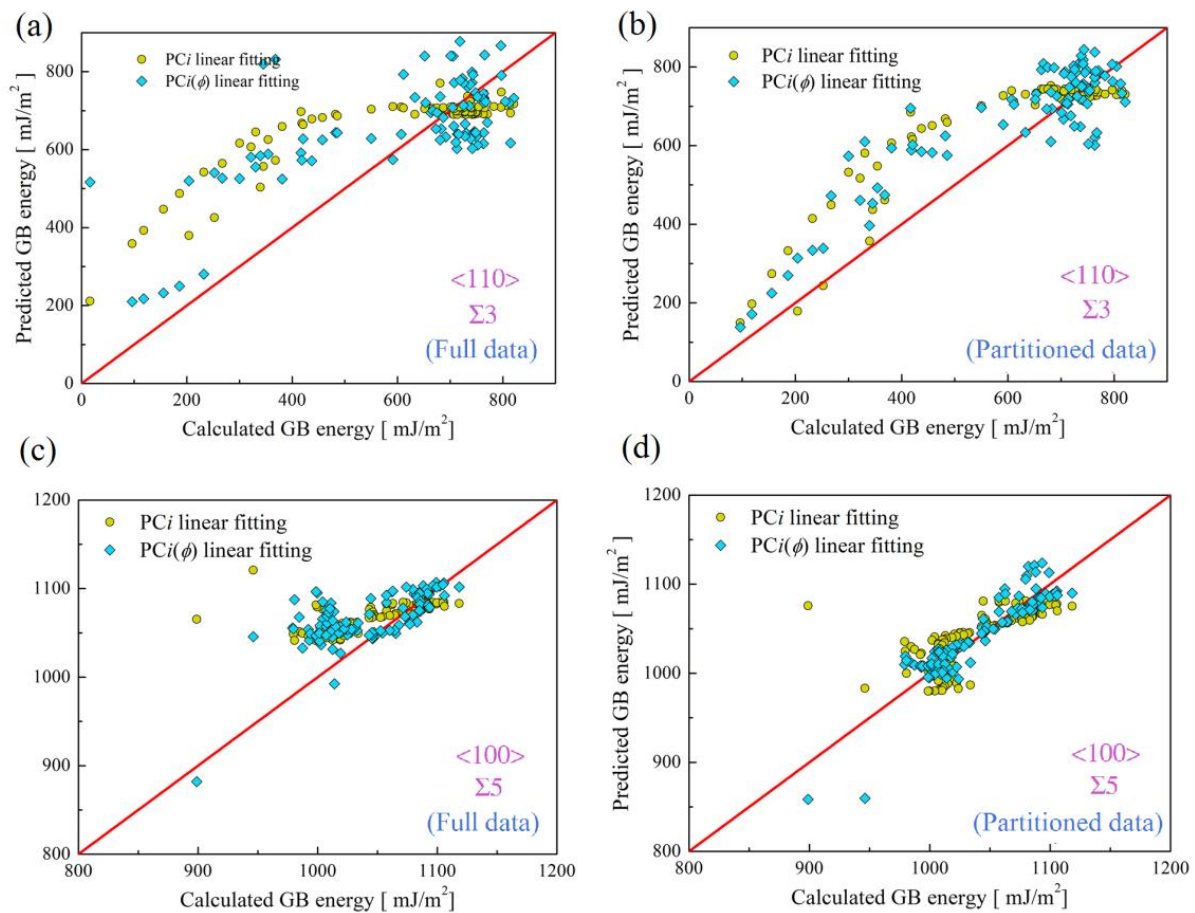 (a)
PCi linear fitting
PCi(ϕ) linear fitting
Predicted GB energy [ mJ/m²]
800
600
400
200
0
<110>
Σ3
(Full data)
0 200 400 600 800
Calculated GB energy [ mJ/m²]
(b)
PCi linear fitting
PCi(ϕ) linear fitting
Predicted GB energy [ mJ/m²]
800
600
400
200
0
<110>
Σ3
(Partitioned data)
0 200 400 600 800
Calculated GB energy [ mJ/m²]
(c)
PCi linear fitting
PCi(ϕ) linear fitting
1200
1100
1000
900
800
<100>
Σ5
(Full data)
800 900 1000 1100 1200
Calculated GB energy [ mJ/m²]
(d)
PCi linear fitting
PCi(ϕ) linear fitting
Predicted GB energy [ mJ/m²]
1200
1100
1000
900
800
<100>
Σ5
(Partitioned data)
800 900 1000 1100 1200
Calculated GB energy [ mJ/m²]